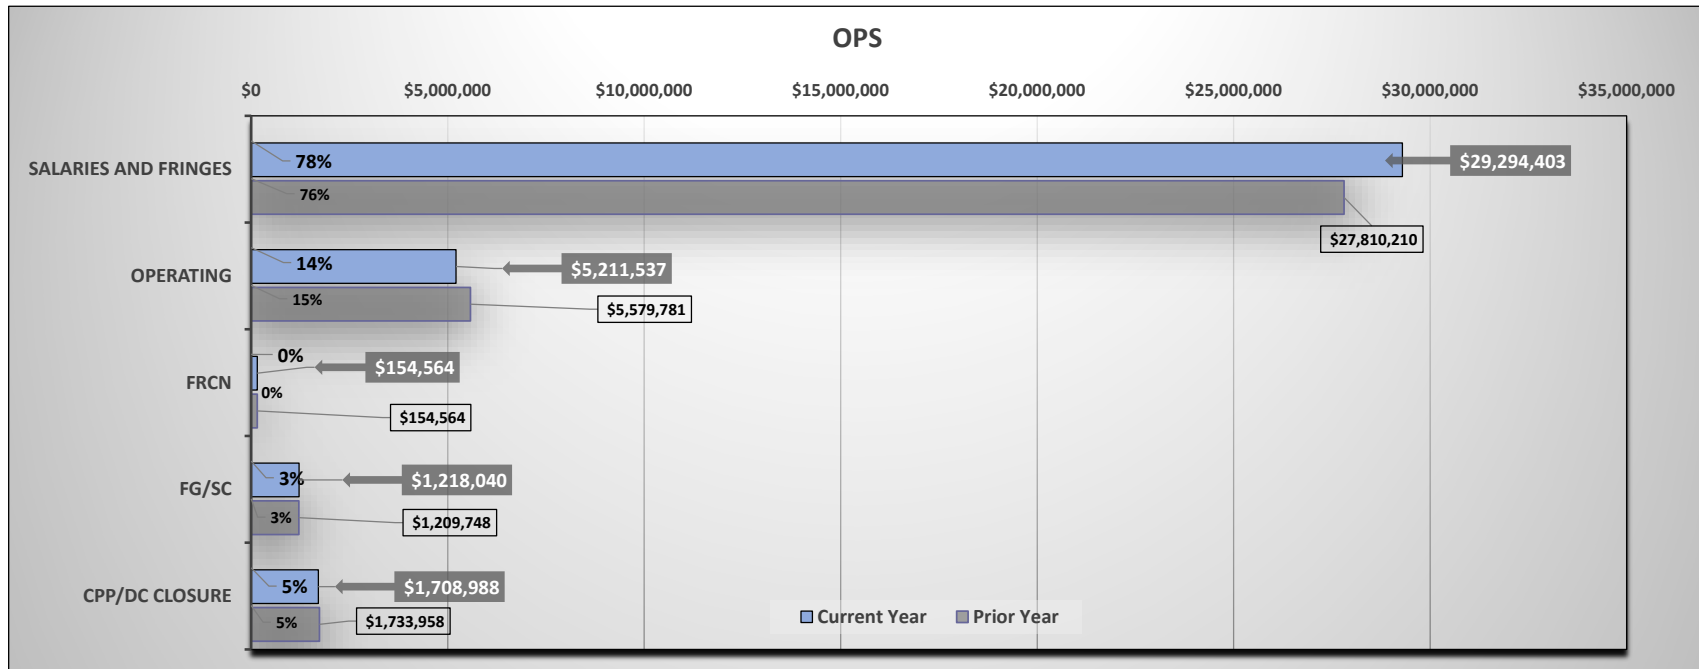 OPS
$0 $5,000,000 $10,000,000 $15,000,000 $20,000,000 $25,000,000 $30,000,000 $35,000,000
SALARIES AND FRINGES 78% $29,294,403
76% $27,810,210
OPERATING 14% $5,211,537
15% $5,579,781
FRCN 0% $154,564
0% $154,564
FG/SC 3% $1,218,040
3% $1,209,748
CPP/DC CLOSURE 5% $1,708,988
5% $1,733,958
Current Year Prior Year